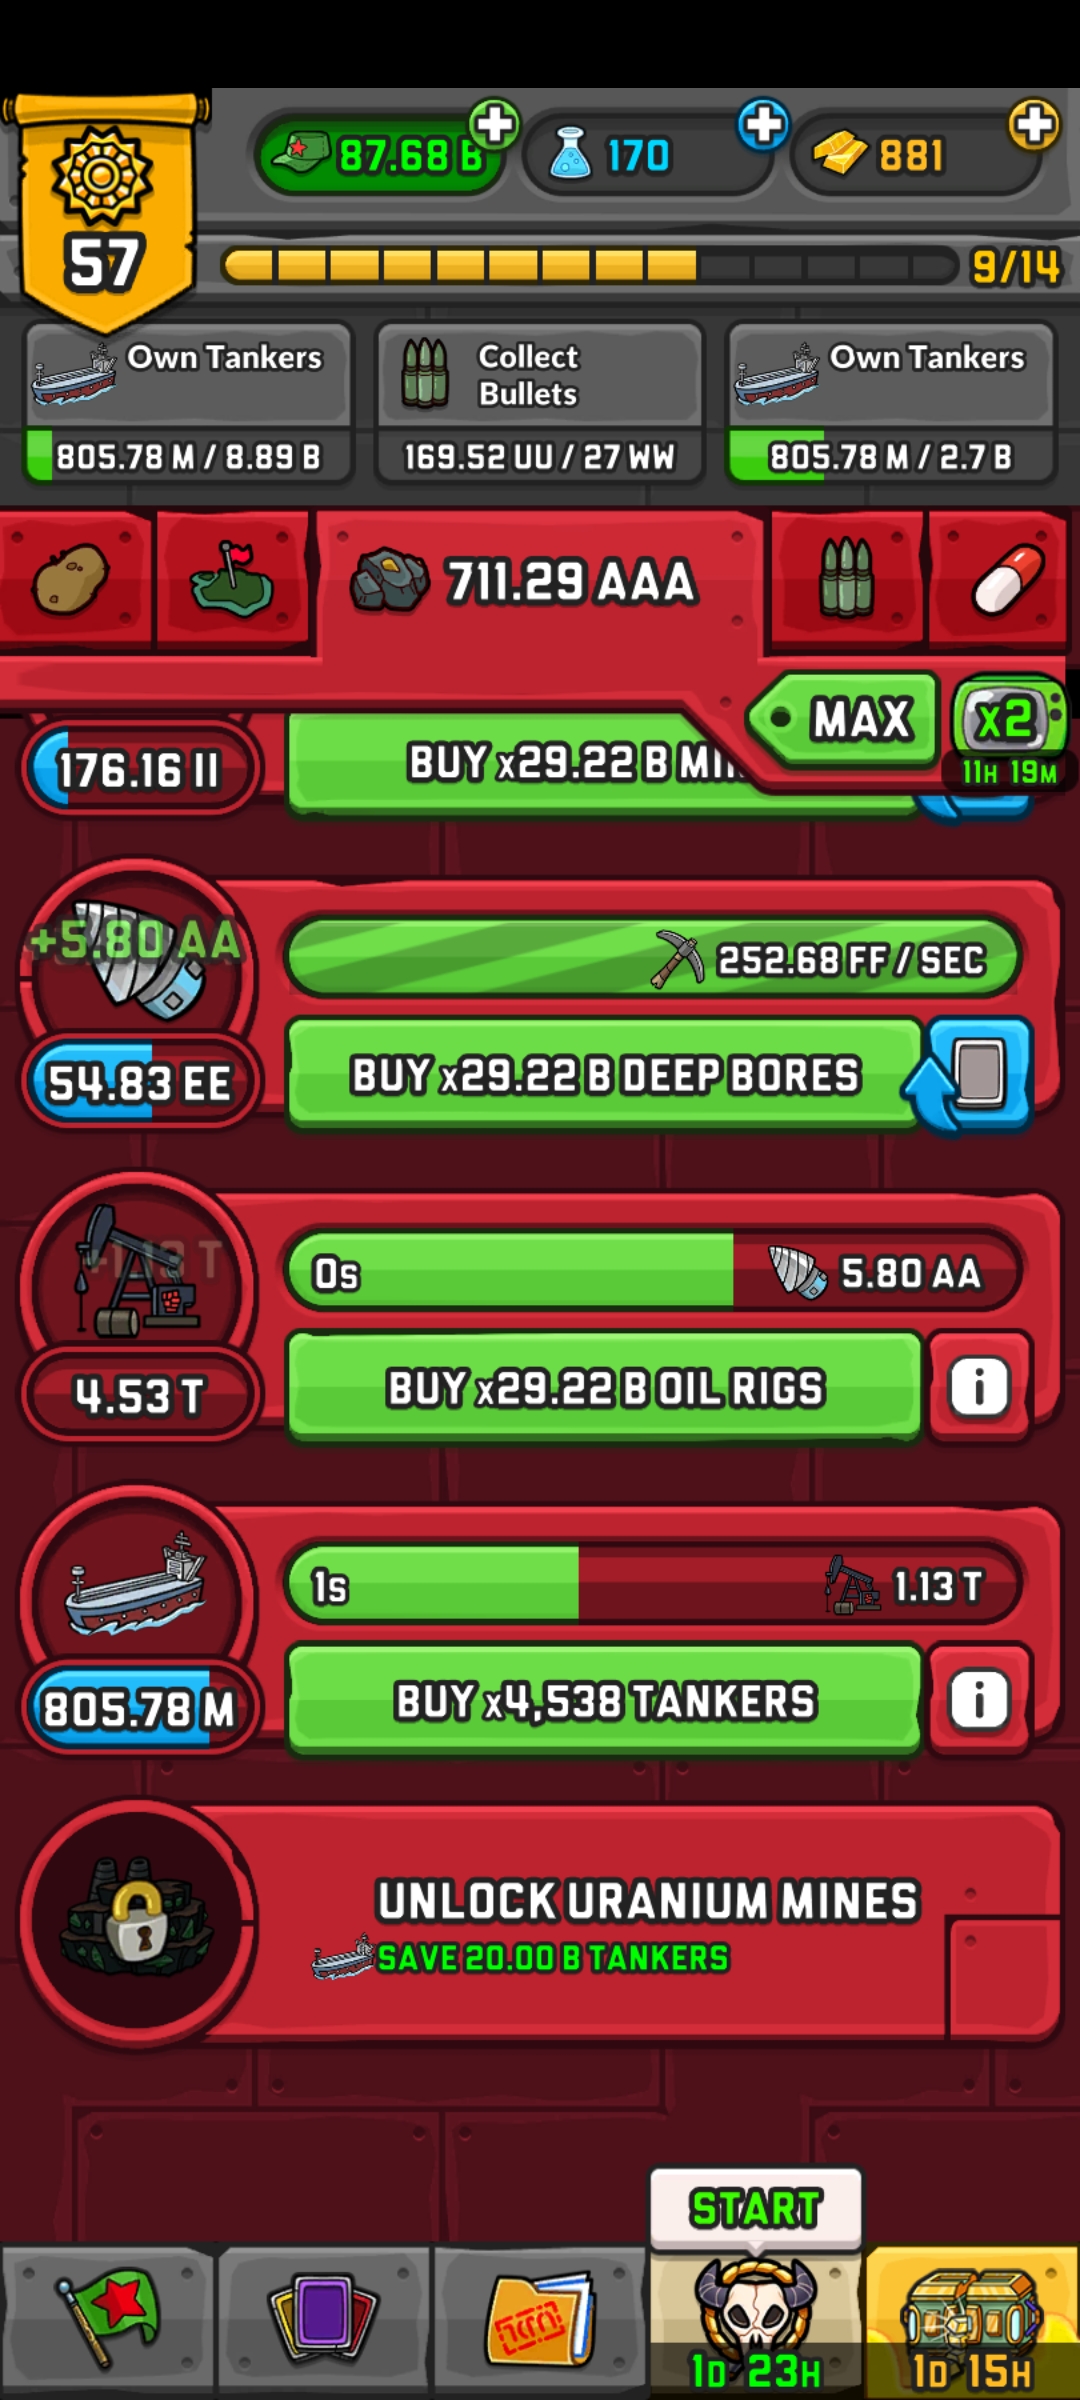 87.68 B
170
881
57
9/14
Own Tankers
805.78 M / 8.89 B
Collect
Bullets
169.52 UU / 27 WW
Own Tankers
805.78 M / 2.7 B
711.29 AAA
MAX
x2
11H 19M
176.16 II
BUY x29.22 B
+5.80 AA
252.68 FF / SEC
54.83 EE
BUY x29.22 B DEEP BORES
+1.13 T
0s
5.80 AA
4.53 T
BUY x29.22 B OIL RIGS
i
1s
1.13 T
805.78 M
BUY x4,538 TANKERS
i
UNLOCK URANIUM MINES
SAVE 20.00 B TANKERS
START
1D 23H
1D 15H